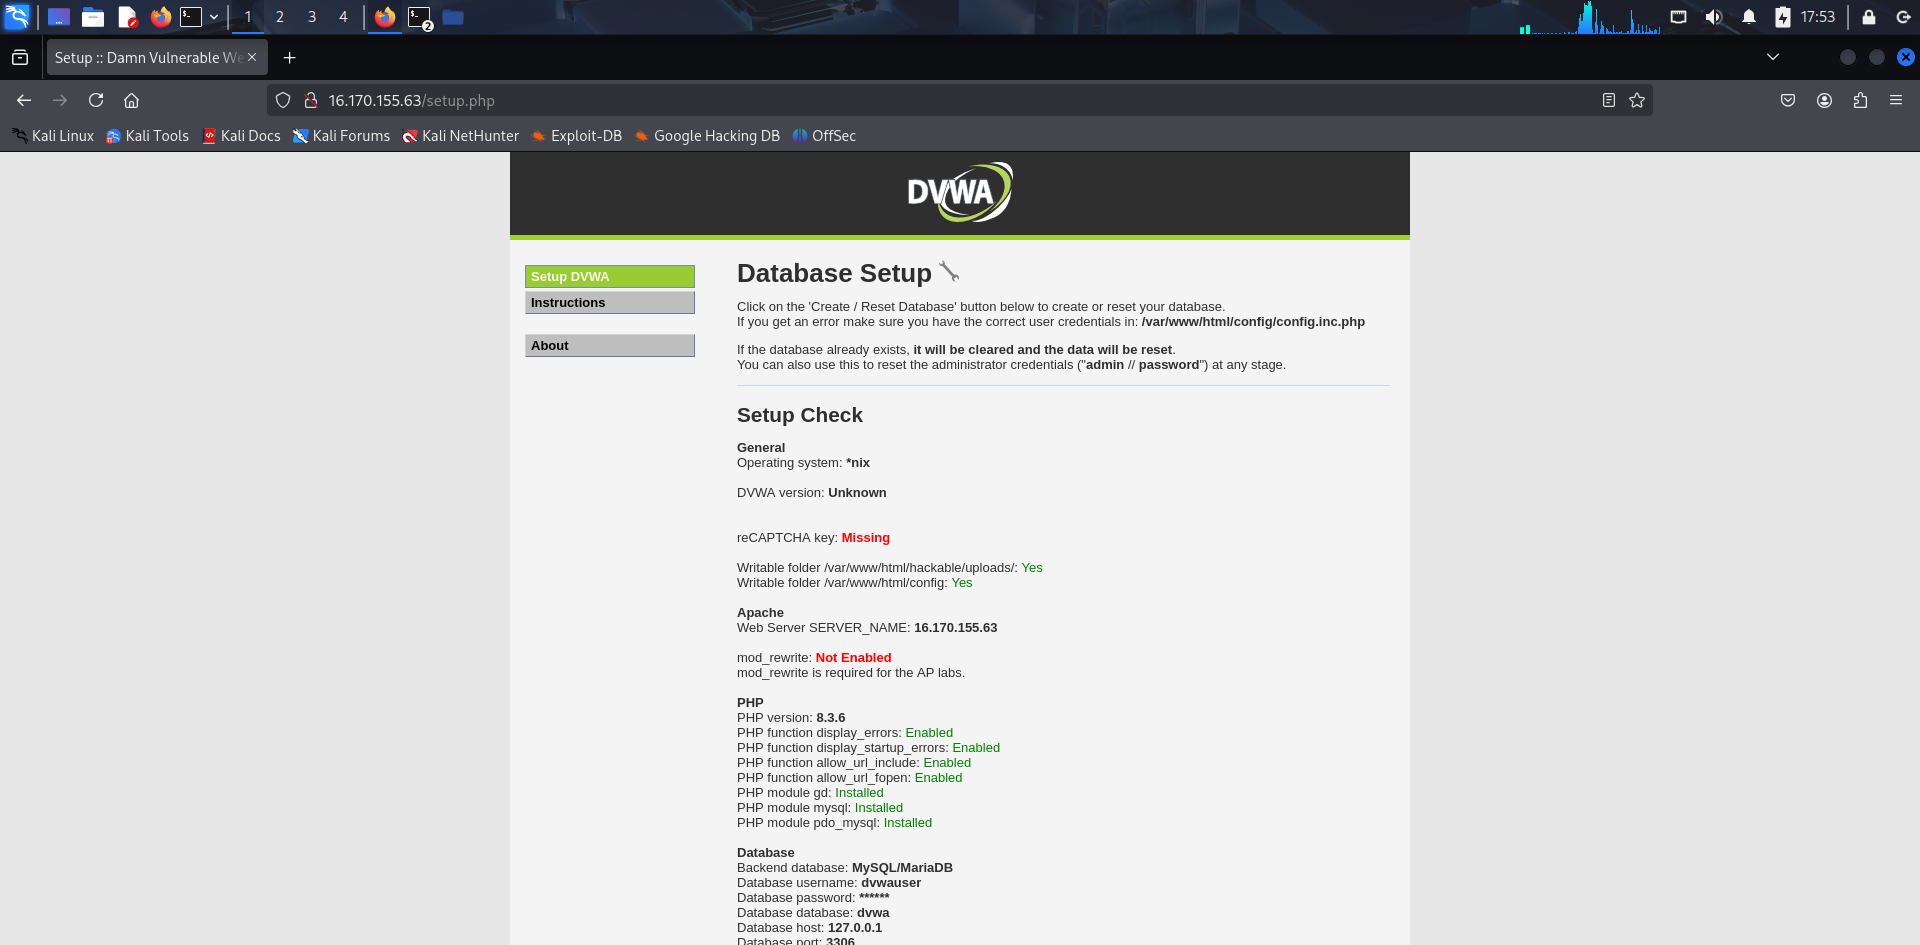 1 2 3 4 2 17:53
Setup :: Damn Vulnerable We
16.170.155.63/setup.php
Kali Linux Kali Tools Kali Docs Kali Forums Kali NetHunter Exploit-DB Google Hacking DB OffSec
DVWA
Setup DVWA
Instructions
About
Database Setup
Click on the 'Create / Reset Database' button below to create or reset your database.
If you get an error make sure you have the correct user credentials in: /var/www/html/config/config.inc.php
If the database already exists, it will be cleared and the data will be reset.
You can also use this to reset the administrator credentials ("admin // password") at any stage.
Setup Check
General
Operating system: *nix
DVWA version: Unknown
reCAPTCHA key: Missing
Writable folder /var/www/html/hackable/uploads/: Yes
Writable folder /var/www/html/config: Yes
Apache
Web Server SERVER_NAME: 16.170.155.63
mod_rewrite: Not Enabled
mod_rewrite is required for the AP labs.
PHP
PHP version: 8.3.6
PHP function display_errors: Enabled
PHP function display_startup_errors: Enabled
PHP function allow_url_include: Enabled
PHP function allow_url_fopen: Enabled
PHP module gd: Installed
PHP module mysql: Installed
PHP module pdo_mysql: Installed
Database
Backend database: MySQL/MariaDB
Database username: dvwauser
Database password: ******
Database database: dvwa
Database host: 127.0.0.1
Database port: 3306